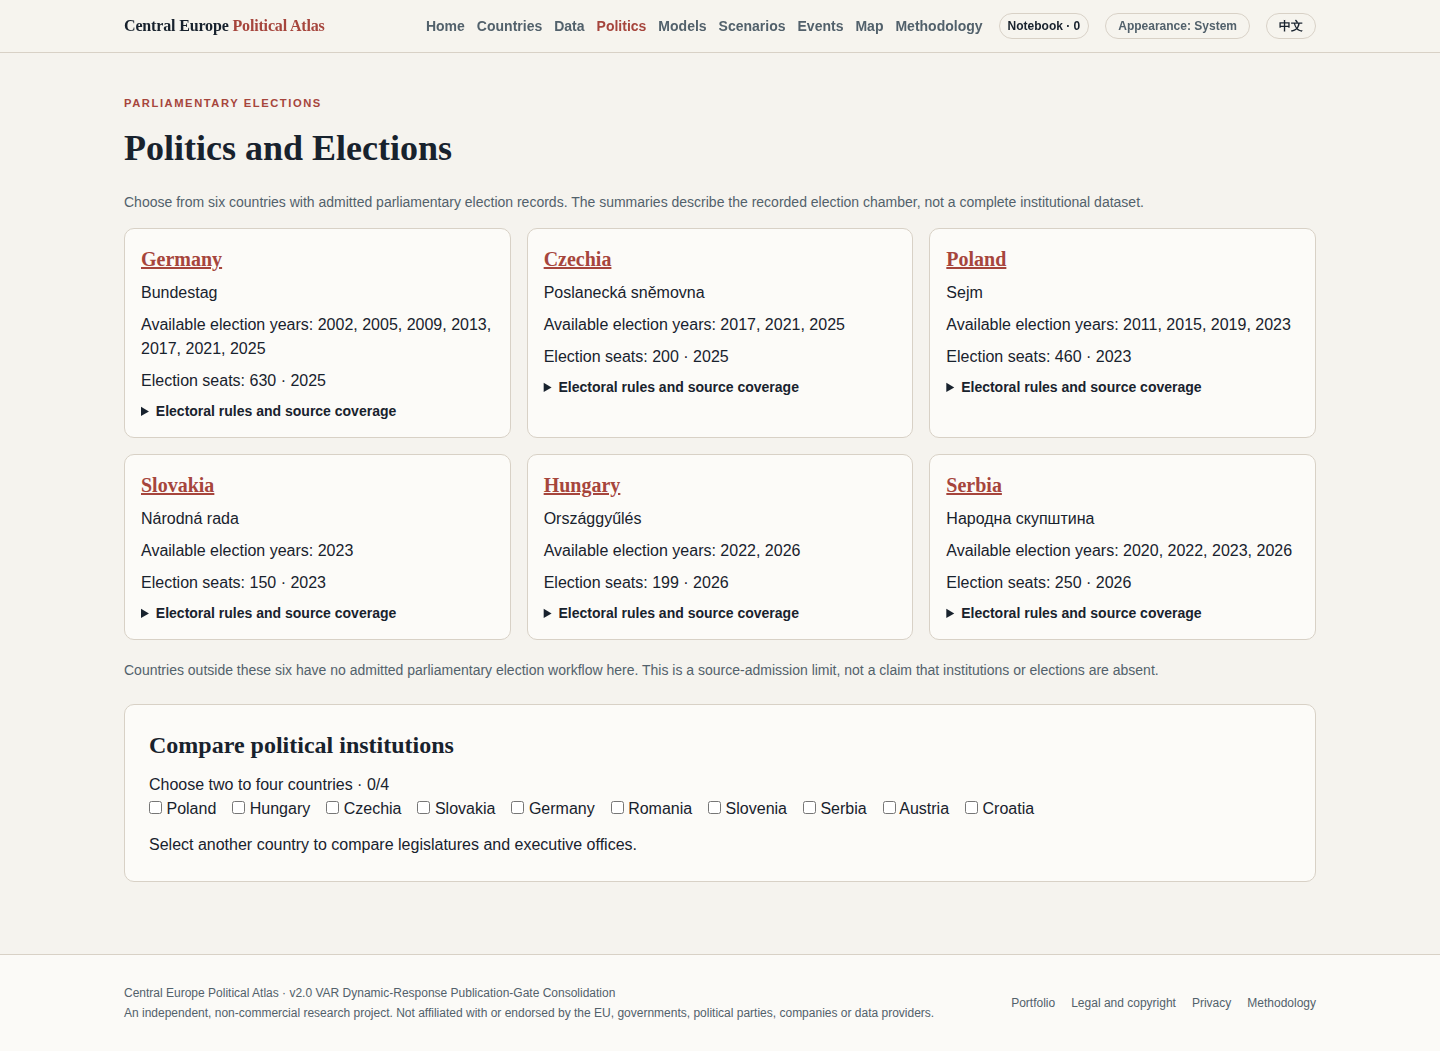 Central Europe Political Atlas
Home Countries Data Politics Models Scenarios Events Map Methodology Notebook · 0 Appearance: System 中文
PARLIAMENTARY ELECTIONS
Politics and Elections
Choose from six countries with admitted parliamentary election records. The summaries describe the recorded election chamber, not a complete institutional dataset.
Germany
Bundestag
Available election years: 2002, 2005, 2009, 2013,
2017, 2021, 2025
Election seats: 630 · 2025
Electoral rules and source coverage
Czechia
Poslanecká sněmovna
Available election years: 2017, 2021, 2025
Election seats: 200 · 2025
Electoral rules and source coverage
Poland
Sejm
Available election years: 2011, 2015, 2019, 2023
Election seats: 460 · 2023
Electoral rules and source coverage
Slovakia
Národná rada
Available election years: 2023
Election seats: 150 · 2023
Electoral rules and source coverage
Hungary
Országgyűlés
Available election years: 2022, 2026
Election seats: 199 · 2026
Electoral rules and source coverage
Serbia
Народна скупштина
Available election years: 2020, 2022, 2023, 2026
Election seats: 250 · 2026
Electoral rules and source coverage
Countries outside these six have no admitted parliamentary election workflow here. This is a source-admission limit, not a claim that institutions or elections are absent.
Compare political institutions
Choose two to four countries · 0/4
Poland Hungary Czechia Slovakia Germany Romania Slovenia Serbia Austria Croatia
Select another country to compare legislatures and executive offices.
Central Europe Political Atlas · v2.0 VAR Dynamic-Response Publication-Gate Consolidation
An independent, non-commercial research project. Not affiliated with or endorsed by the EU, governments, political parties, companies or data providers.
Portfolio Legal and copyright Privacy Methodology